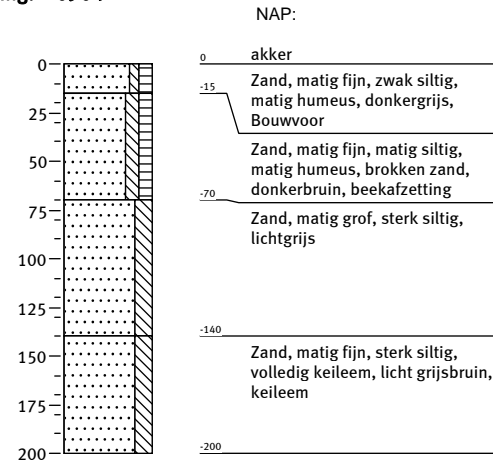 NAP:
0 akker
0
-15 Zand, matig fijn, zwak siltig,
matig humeus, donkergrijs,
Bouwvoor
25
50
Zand, matig fijn, matig siltig,
matig humeus, brokken zand,
donkerbruin, beekafzetting
-70
75
Zand, matig grof, sterk siltig,
lichtgrijs
100
125
-140
150
Zand, matig fijn, sterk siltig,
volledig keileem, licht grijsbruin,
keileem
175
200
-200